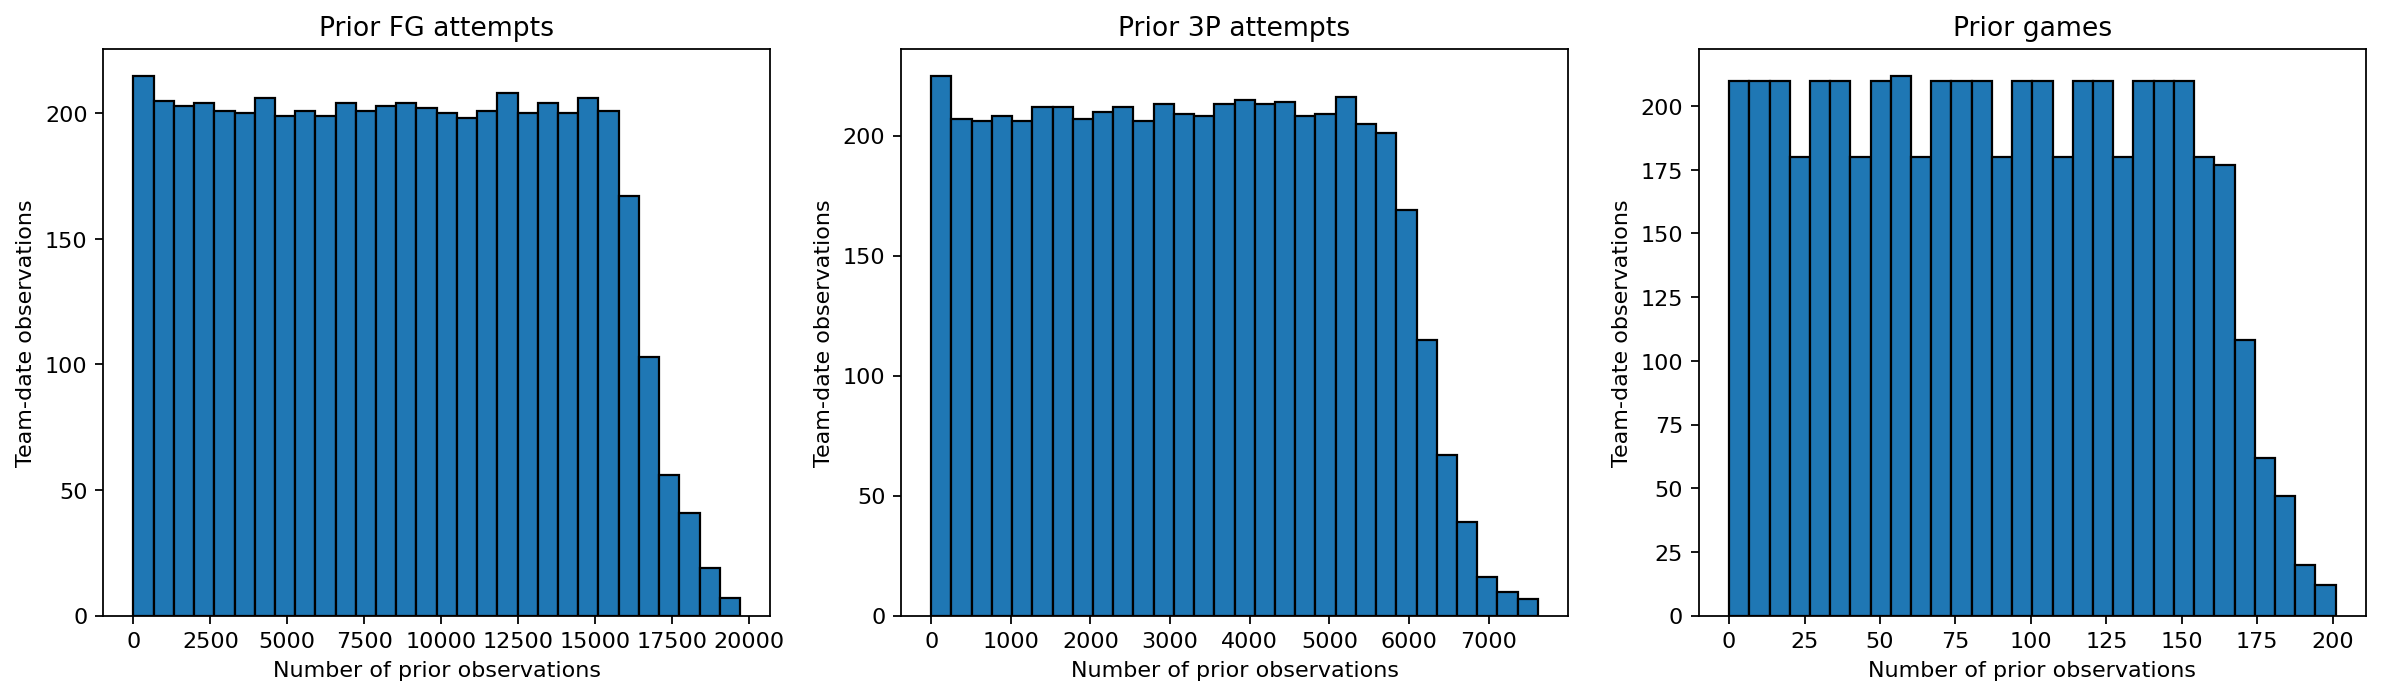 Prior FG attempts
Team-date observations
200
150
100
50
0
0 2500 5000 7500 10000 12500 15000 17500 20000
Number of prior observations
Prior 3P attempts
Team-date observations
200
150
100
50
0
0 1000 2000 3000 4000 5000 6000 7000
Number of prior observations
Prior games
Team-date observations
200
175
150
125
100
75
50
25
0
0 25 50 75 100 125 150 175 200
Number of prior observations